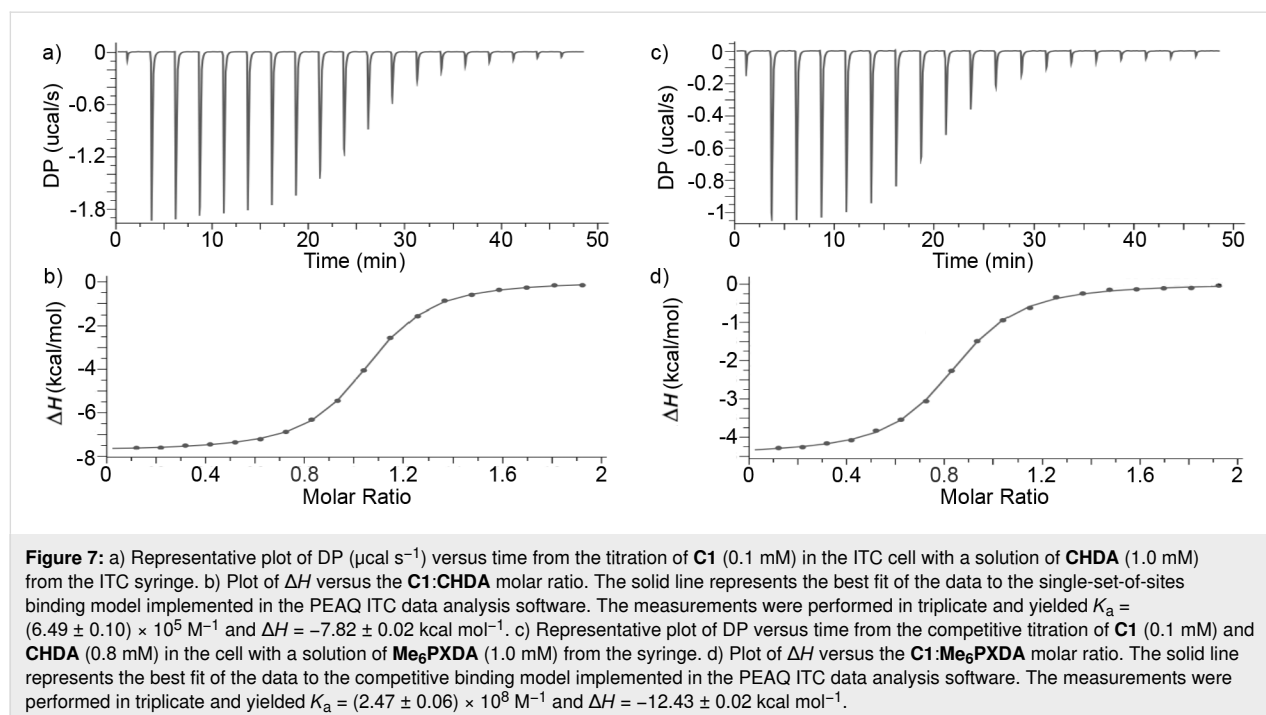 a)
0
-0.6
-1.2
-1.8
DP (ucal/s)
0 10 20 30 40 50
Time (min)
b)
0
-2
-4
-6
-8
ΔH (kcal/mol)
0 0.4 0.8 1.2 1.6 2
Molar Ratio
c)
0
-0.2
-0.4
-0.6
-0.8
-1
DP (ucal/s)
0 10 20 30 40 50
Time (min)
d)
0
-1
-2
-3
-4
ΔH (kcal/mol)
0 0.4 0.8 1.2 1.6 2
Molar Ratio
Figure 7: a) Representative plot of DP (μcal s⁻¹) versus time from the titration of C1 (0.1 mM) in the ITC cell with a solution of CHDA (1.0 mM)
from the ITC syringe. b) Plot of ΔH versus the C1:CHDA molar ratio. The solid line represents the best fit of the data to the single-set-of-sites
binding model implemented in the PEAQ ITC data analysis software. The measurements were performed in triplicate and yielded Kₐ =
(6.49 ± 0.10) × 10⁵ M⁻¹ and ΔH = −7.82 ± 0.02 kcal mol⁻¹. c) Representative plot of DP versus time from the competitive titration of C1 (0.1 mM) and
CHDA (0.8 mM) in the cell with a solution of Me₆PXDA (1.0 mM) from the syringe. d) Plot of ΔH versus the C1:Me₆PXDA molar ratio. The solid line
represents the best fit of the data to the competitive binding model implemented in the PEAQ ITC data analysis software. The measurements were
performed in triplicate and yielded Kₐ = (2.47 ± 0.06) × 10⁸ M⁻¹ and ΔH = −12.43 ± 0.02 kcal mol⁻¹.